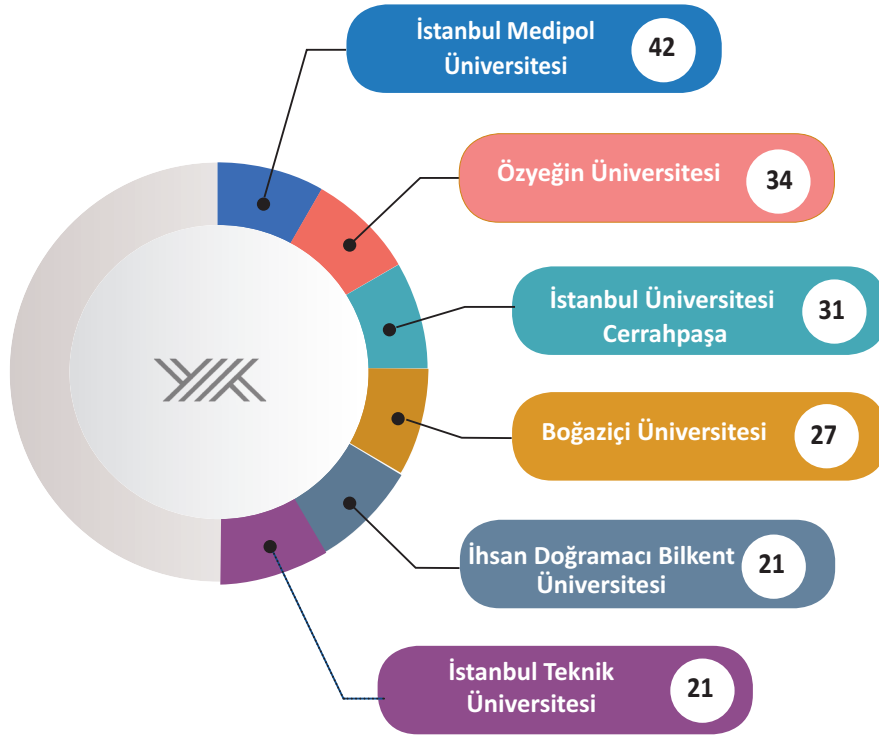 İstanbul Medipol
Üniversitesi
42
Özyeğin Üniversitesi
34
İstanbul Üniversitesi
Cerrahpaşa
31
Boğaziçi Üniversitesi
27
İhsan Doğramacı Bilkent
Üniversitesi
21
İstanbul Teknik
Üniversitesi
21